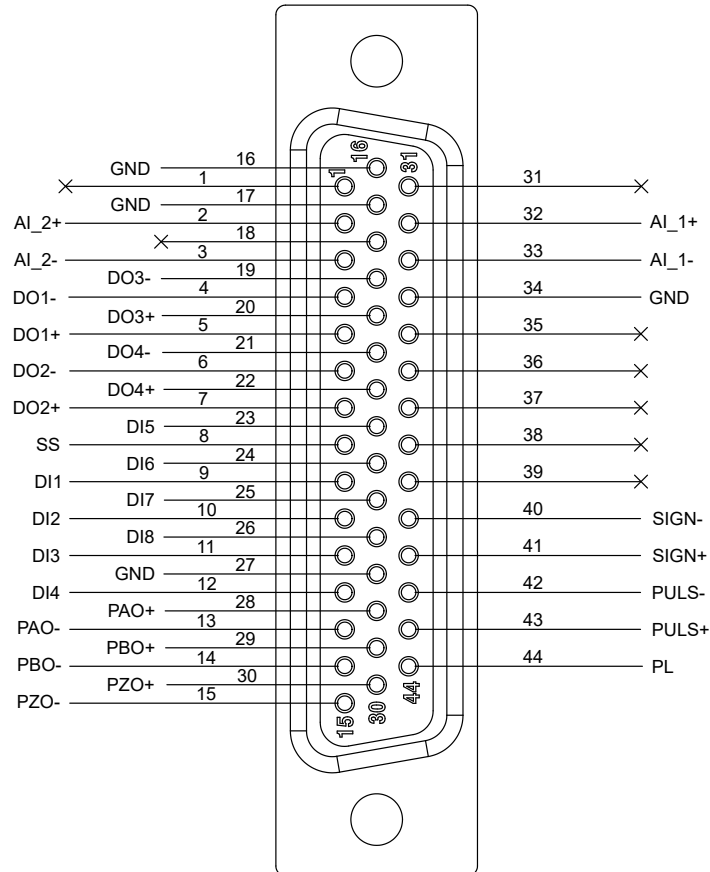 GND 16 16 31
1 1 31
GND 17
AI_2+ 2 32 AI_1+
18
AI_2- 3 33 AI_1-
DO3- 19
DO1- 4 34 GND
DO3+ 20
DO1+ 5 35
DO4- 21
DO2- 6 36
DO4+ 22
DO2+ 7 37
DI5 23
SS 8 38
DI6 24
DI1 9 39
DI7 25
DI2 10 40 SIGN-
DI8 26
DI3 11 41 SIGN+
GND 27
DI4 12 42 PULS-
PAO+ 28
PAO- 13 43 PULS+
PBO+ 29
PBO- 14 44 PL
PZO+ 30
PZO- 15
15 30 44